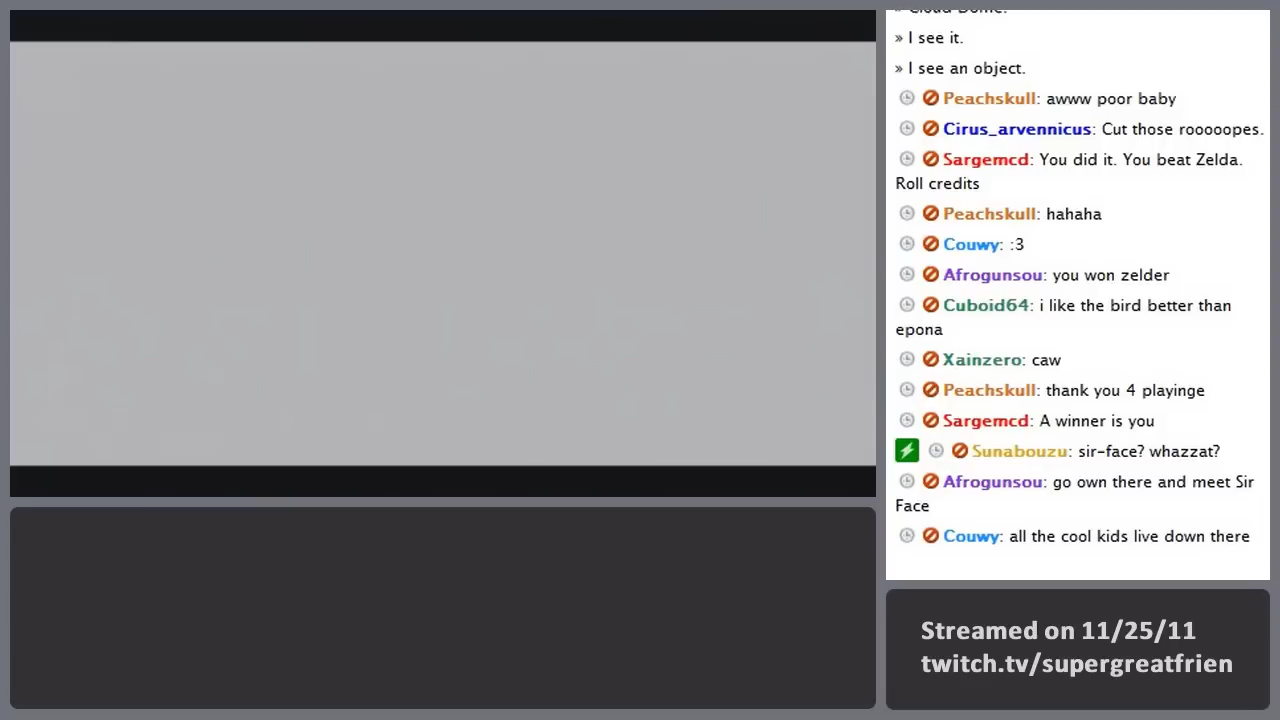 » Cloud Dome.
» I see it.
» I see an object.
Peachskull: awww poor baby
Cirus_arvennicus: Cut those rooooopes.
Sargemcd: You did it. You beat Zelda.
Roll credits
Peachskull: hahaha
Couwy: :3
Afrogunsou: you won zelder
Cuboid64: i like the bird better than
epona
Xainzero: caw
Peachskull: thank you 4 playinge
Sargemcd: A winner is you
Sunabouzu: sir-face? whazzat?
Afrogunsou: go own there and meet Sir
Face
Couwy: all the cool kids live down there
Streamed on 11/25/11
twitch.tv/supergreatfrien